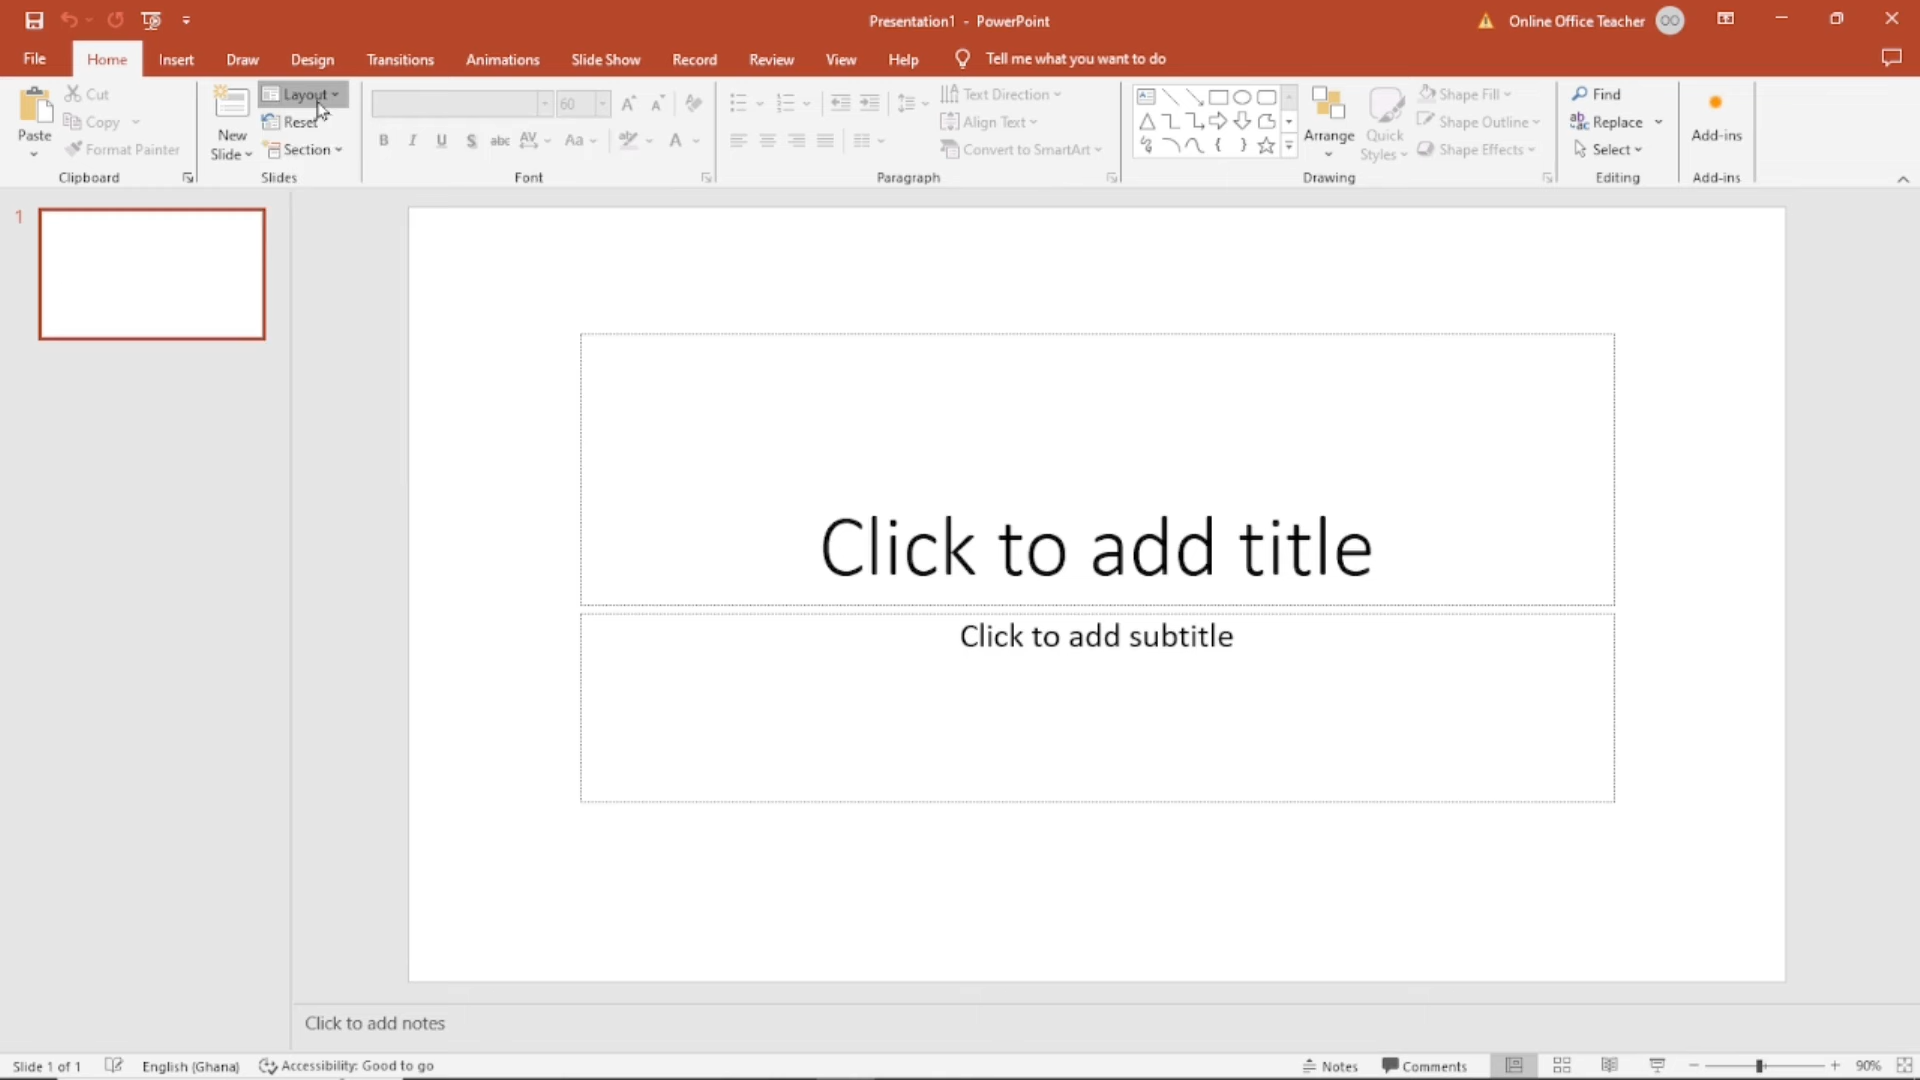 Presentation1 - PowerPoint
Online Office Teacher OO
File Home Insert Draw Design Transitions Animations Slide Show Record Review View Help Tell me what you want to do
Paste
Cut
Copy
Format Painter
Clipboard
New Slide
Layout
Reset
Section
Slides
60
B I U S abc AV Aa A
Font
Text Direction
Align Text
Convert to SmartArt
Paragraph
Arrange
Quick Styles
Shape Fill
Shape Outline
Shape Effects
Drawing
Find
Replace
Select
Editing
Add-ins
Add-ins
1
Click to add title
Click to add subtitle
Click to add notes
Slide 1 of 1 English (Ghana) Accessibility: Good to go Notes Comments 90%